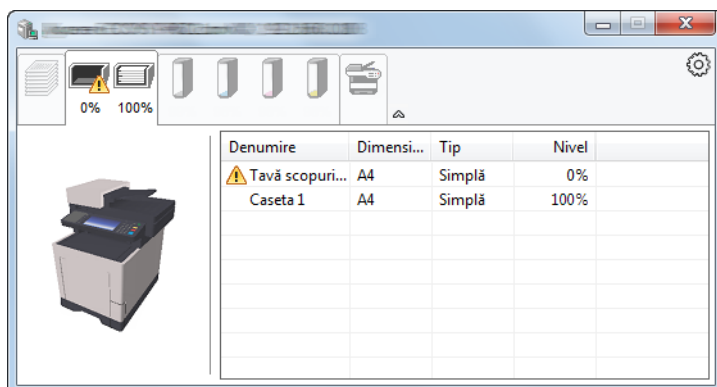 0% 100%
Denumire Dimensi... Tip Nivel
Tavă scopuri... A4 Simplă 0%
Caseta 1 A4 Simplă 100%